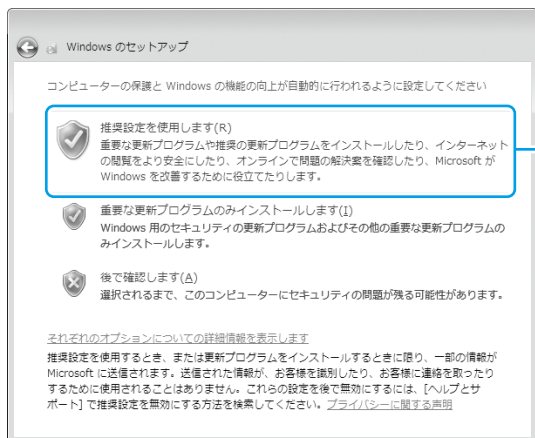 Windows のセットアップ
コンピューターの保護と Windows の機能の向上が自動的に行われるように設定してください
推奨設定を使用します(R)
重要な更新プログラムや推奨の更新プログラムをインストールしたり、インターネット
の閲覧をより安全にしたり、オンラインで問題の解決案を確認したり、Microsoft が
Windows を改善するために役立てたりします。
重要な更新プログラムのみインストールします(I)
Windows 用のセキュリティの更新プログラムおよびその他の重要な更新プログラムの
みインストールします。
後で確認します(A)
選択されるまで、このコンピューターにセキュリティの問題が残る可能性があります。
それぞれのオプションについての詳細情報を表示します
推奨設定を使用するとき、または更新プログラムをインストールするときに限り、一部の情報が
Microsoft に送信されます。送信された情報が、お客様を識別したり、お客様に連絡を取ったり
するために使用されることはありません。これらの設定を後で無効にするには、[ヘルプとサ
ポート] で推奨設定を無効にする方法を検索してください。プライバシーに関する声明